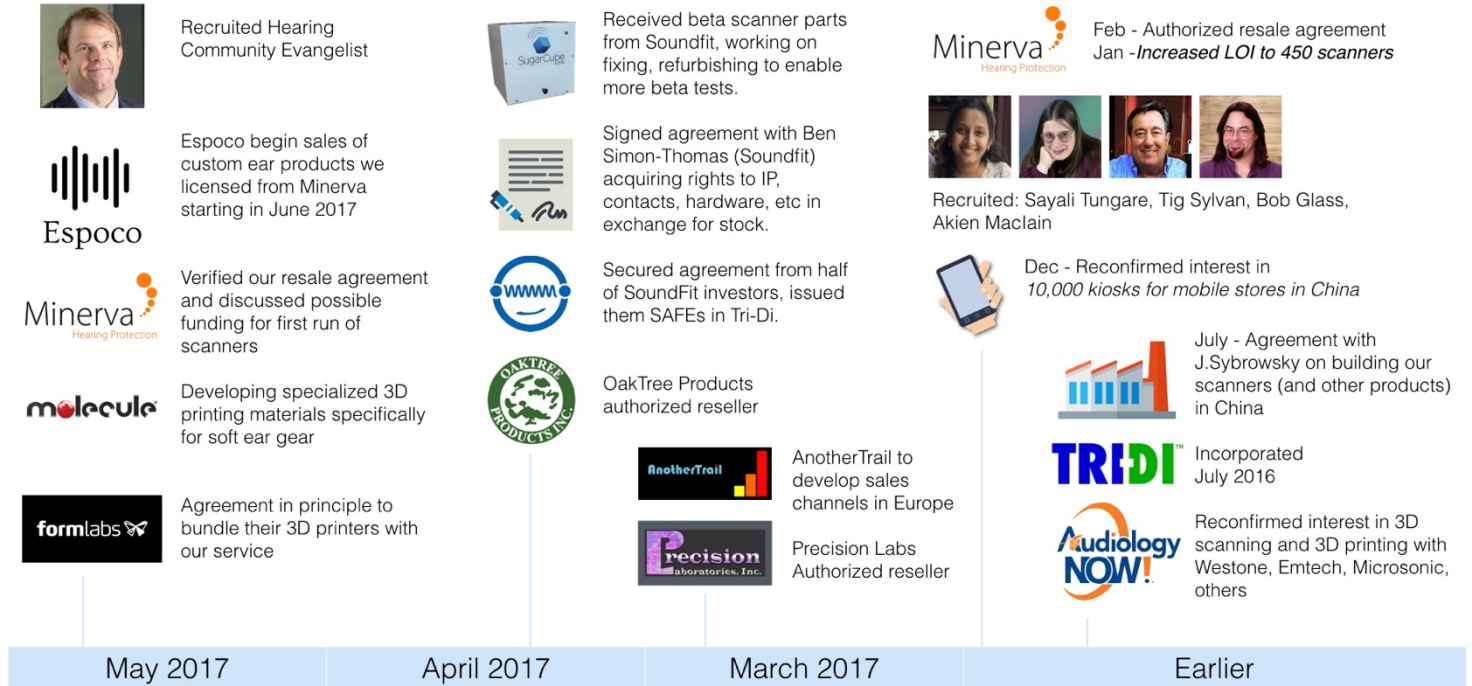 Recruited Hearing
Community Evangelist
Espoco
Espoco begin sales of
custom ear products we
licensed from Minerva
starting in June 2017
Minerva
Hearing Protection
Verified our resale agreement
and discussed possible
funding for first run of
scanners
molecule
Developing specialized 3D
printing materials specifically
for soft ear gear
formlabs
Agreement in principle to
bundle their 3D printers with
our service
SugarCube
Received beta scanner parts
from Soundfit, working on
fixing, refurbishing to enable
more beta tests.
Signed agreement with Ben
Simon-Thomas (Soundfit)
acquiring rights to IP,
contacts, hardware, etc in
exchange for stock.
Secured agreement from half
of SoundFit investors, issued
them SAFEs in Tri-Di.
OAKTREE
PRODUCTS INC.
OakTree Products
authorized reseller
AnotherTrail
AnotherTrail to
develop sales
channels in Europe
Precision
Laboratories, Inc.
Precision Labs
Authorized reseller
Minerva
Hearing Protection
Feb - Authorized resale agreement
Jan -Increased LOI to 450 scanners
Recruited: Sayali Tungare, Tig Sylvan, Bob Glass,
Akien MacIain
Dec - Reconfirmed interest in
10,000 kiosks for mobile stores in China
July - Agreement with
J.Sybrowsky on building our
scanners (and other products)
in China
TRI-DI™
Incorporated
July 2016
Audiology
NOW!
Reconfirmed interest in 3D
scanning and 3D printing with
Westone, Emtech, Microsonic,
others
May 2017
April 2017
March 2017
Earlier